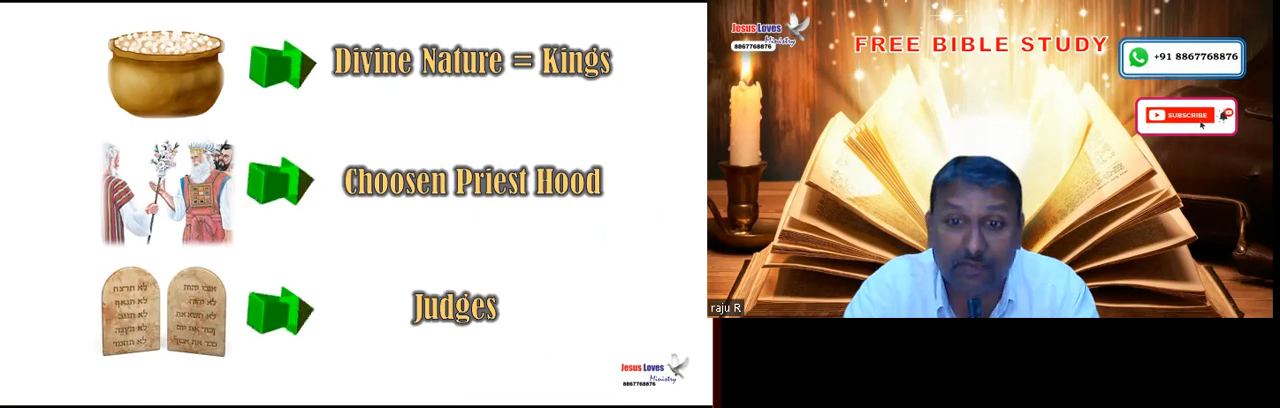 Divine Nature = Kings
Choosen Priest Hood
Judges
Jesus Loves
Ministry
8867768876
Jesus Loves
Ministry
8867768876
FREE BIBLE STUDY
+91 8867768876
SUBSCRIBE
raju R